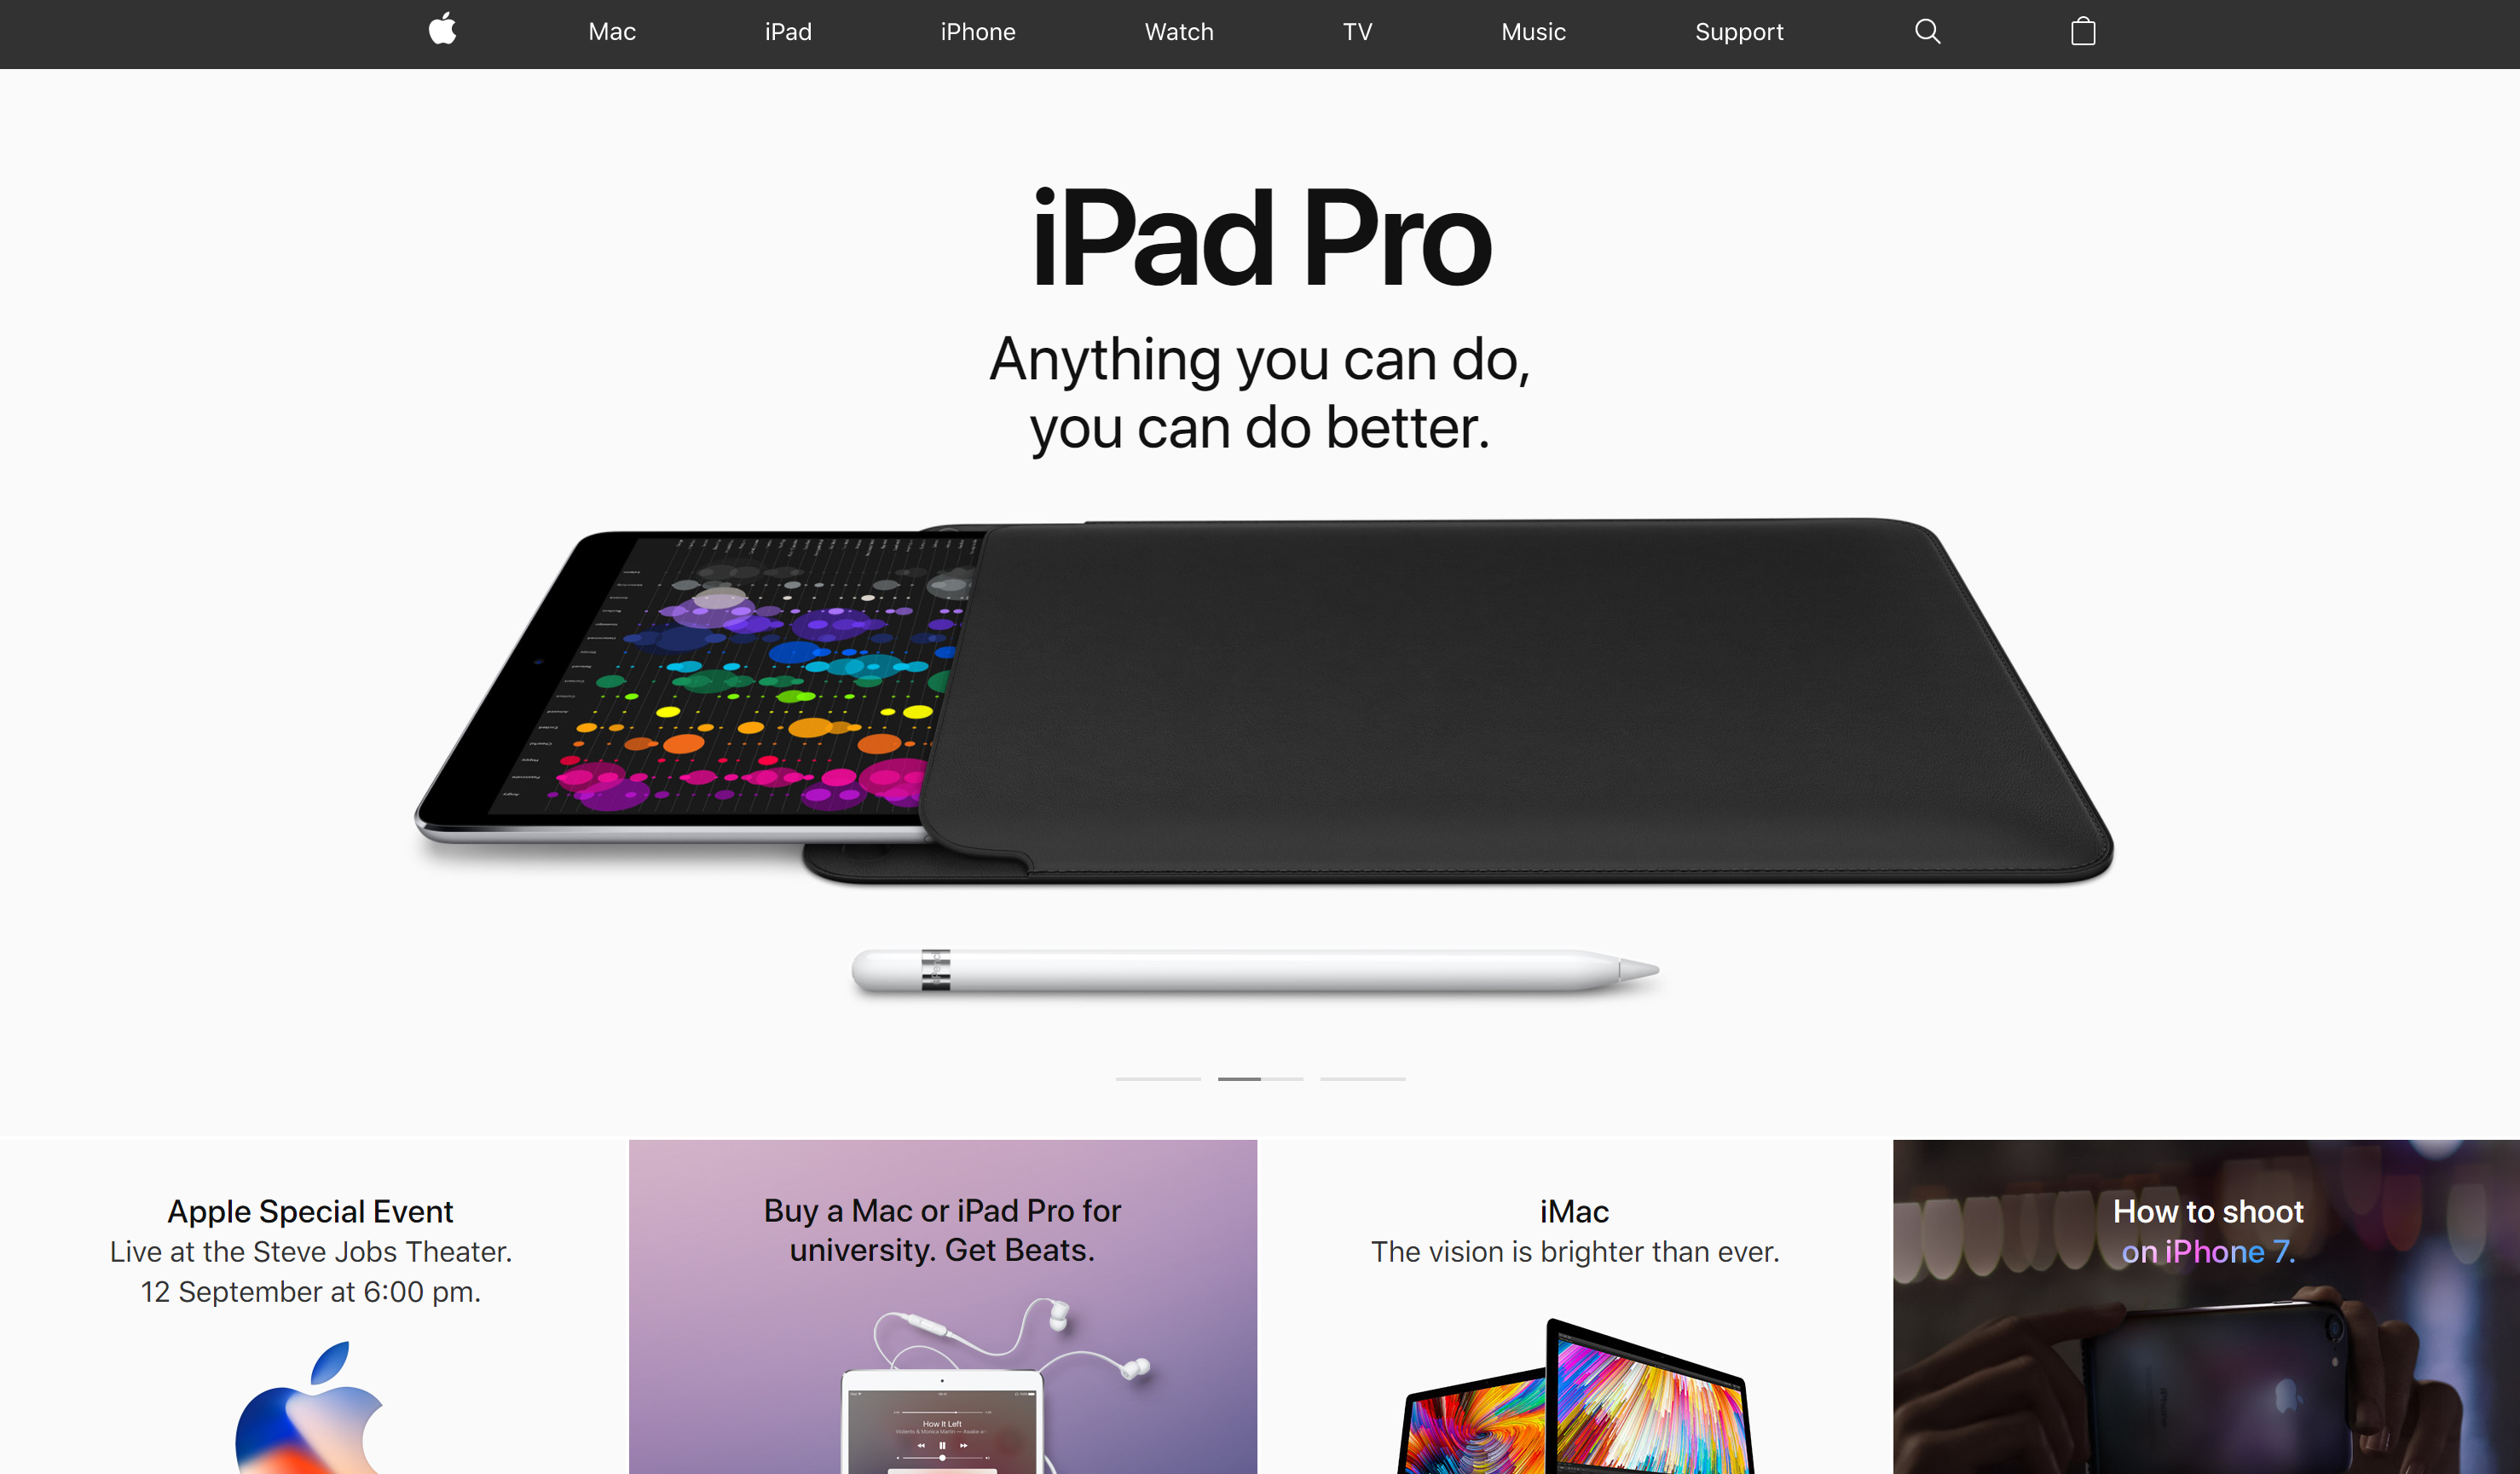 Mac
iPad
iPhone
Watch
TV
Music
Support
iPad Pro
Anything you can do,
you can do better.
Apple Special Event
Live at the Steve Jobs Theater.
12 September at 6:00 pm.
Buy a Mac or iPad Pro for
university. Get Beats.
How It Left
iMac
The vision is brighter than ever.
How to shoot
on iPhone 7.